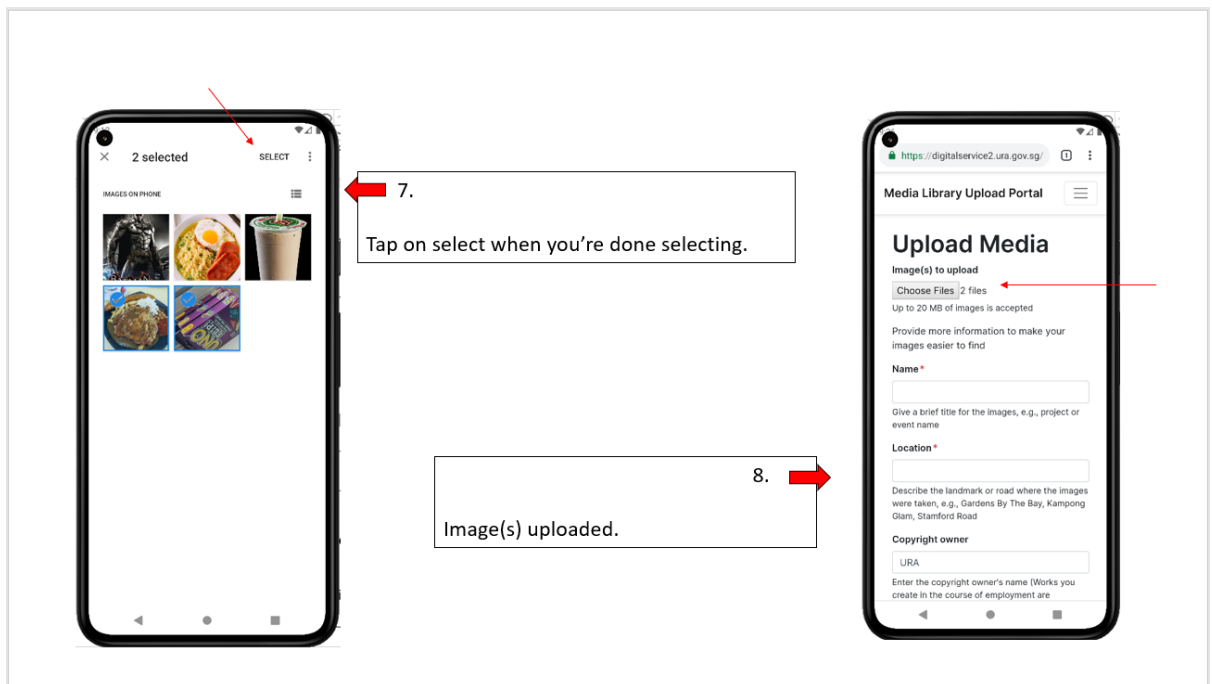 2 selected
SELECT
IMAGES ON PHONE
UNO
7.
Tap on select when you're done selecting.
8.
Image(s) uploaded.
https://digitalservice2.ura.gov.sg/
1
Media Library Upload Portal
Upload Media
Image(s) to upload
Choose Files 2 files
Up to 20 MB of images is accepted
Provide more information to make your
images easier to find
Name*
Give a brief title for the images, e.g., project or
event name
Location*
Describe the landmark or road where the images
were taken, e.g., Gardens By The Bay, Kampong
Glam, Stamford Road
Copyright owner
URA
Enter the copyright owner's name (Works you
create in the course of employment are